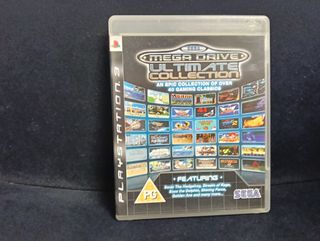 PLAYSTATION 3
SEGA
MEGA DRIVE
ULTIMATE
COLLECTION
AN EPIC COLLECTION OF OVER
40 GAMING CLASSICS
PG
• FEATURING •
Sonic The Hedgehog, Streets of Rage,
Ecco the Dolphin, Shining Force,
Golden Axe and many more...
SEGA